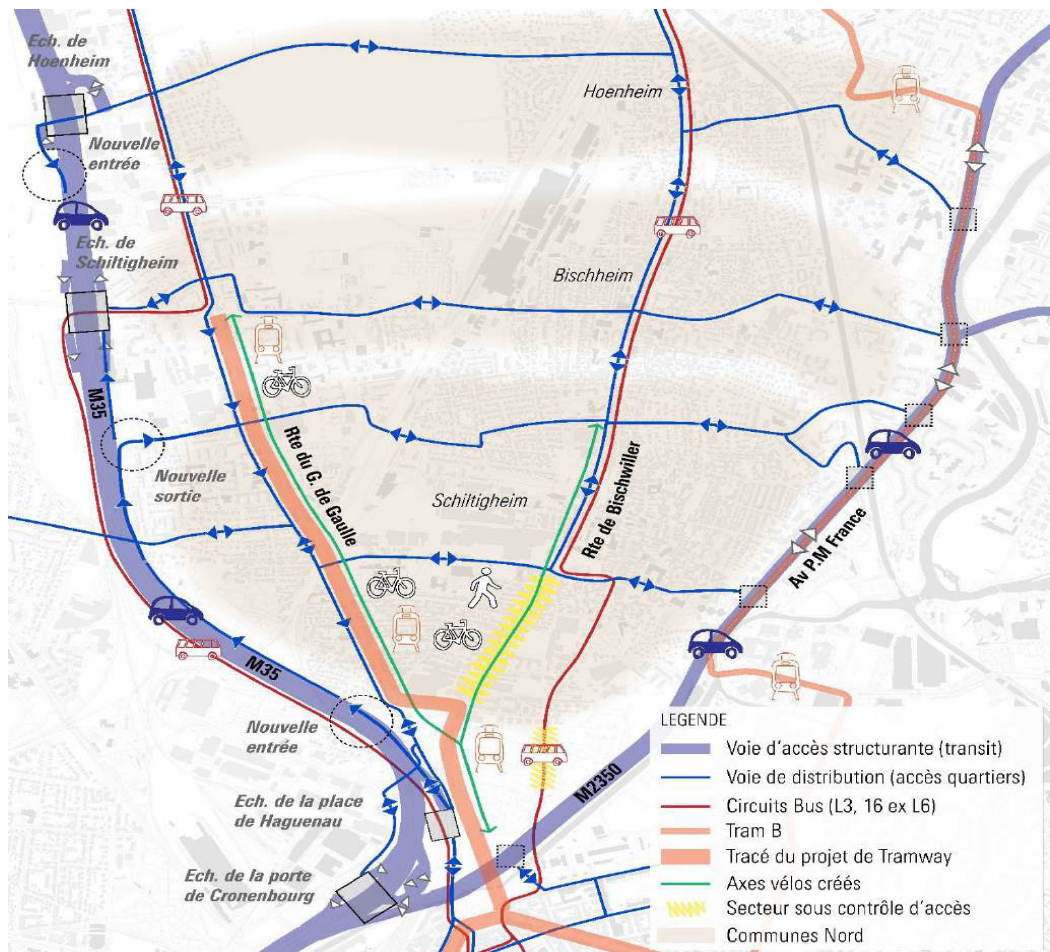 Ech. de
Hoenheim
Hoenheim
Nouvelle
entrée
Ech. de
Schiltigheim
Bischheim
M35
Rte du G. de Gaulle
Nouvelle
sortie
Schiltigheim
Rte de Bischwiller
Av P.M France
M35
Nouvelle
entrée
M2350
Ech. de la place
de Haguenau
Ech. de la porte
de Cronenbourg
LEGENDE
Voie d'accès structurante (transit)
Voie de distribution (accès quartiers)
Circuits Bus (L3, 16 ex L6)
Tram B
Tracé du projet de Tramway
Axes vélos créés
Secteur sous contrôle d'accès
Communes Nord